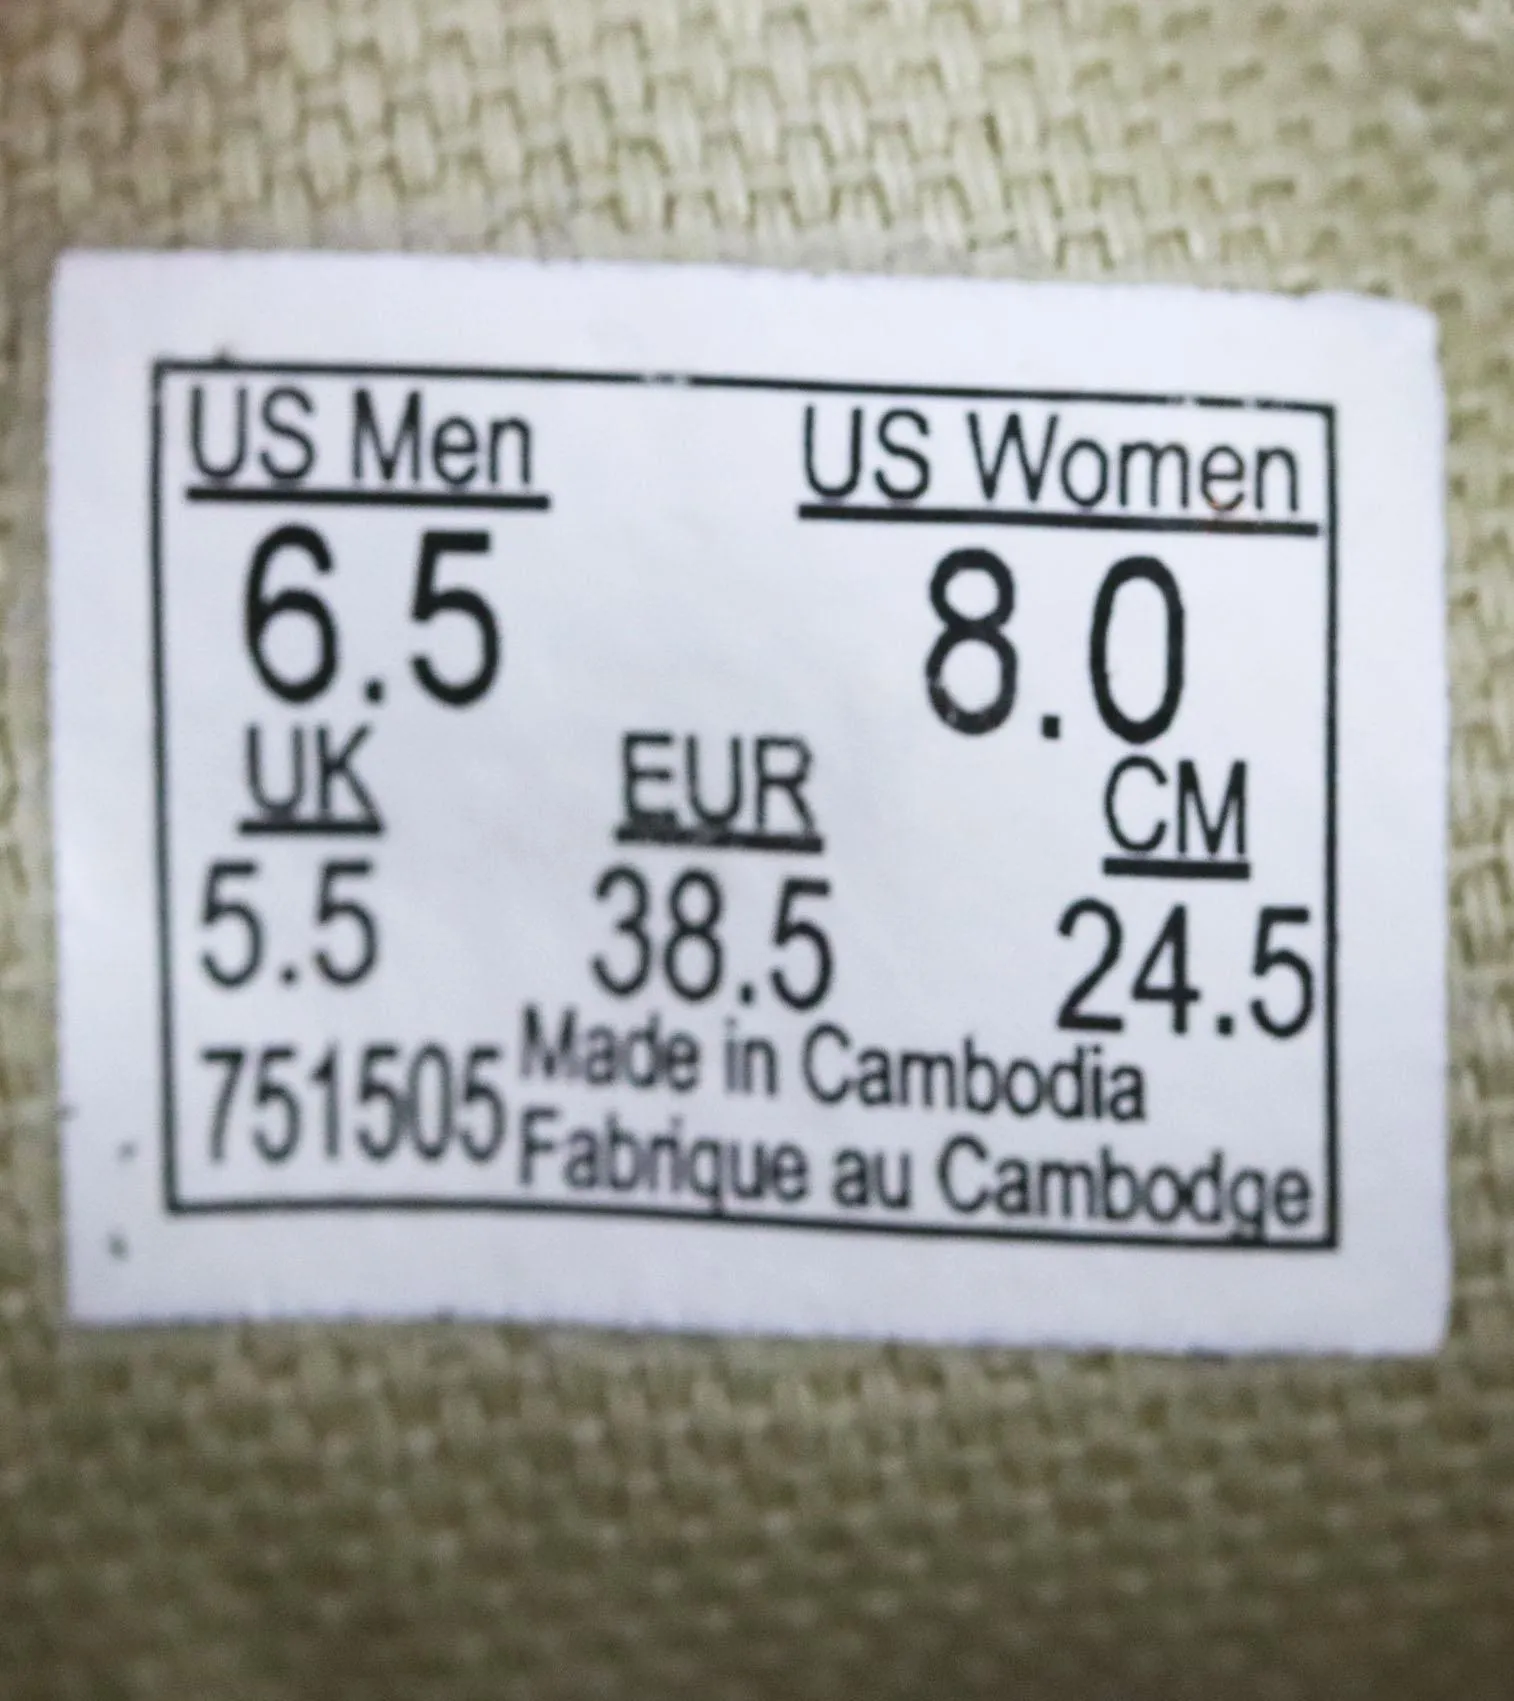 US Men US Women
6.5 8.0
UK EUR CM
5.5 38.5 24.5
751505 Made in Cambodia
Fabrique au Cambodge